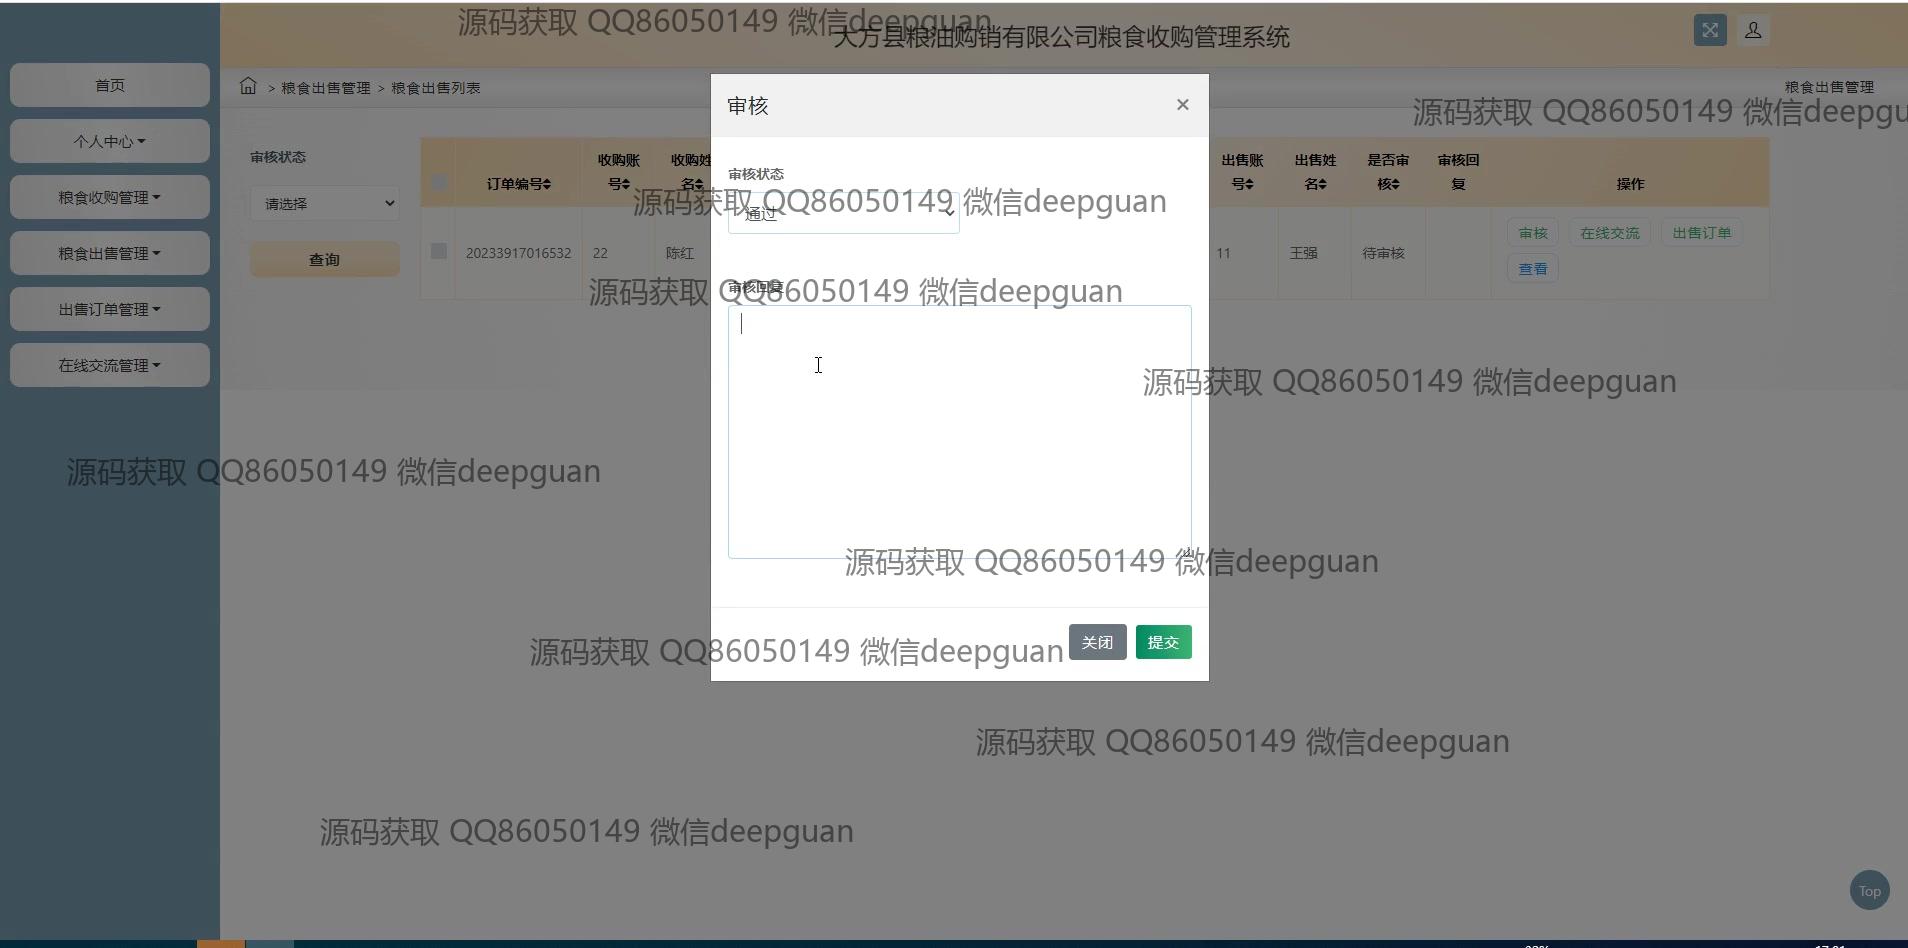 源码获取 QQ86050149 微信deepguan
大方县粮油购销有限公司粮食收购管理系统
首页
个人中心
粮食收购管理
粮食出售管理
出售订单管理
在线交流管理
> 粮食出售管理 > 粮食出售列表
粮食出售管理
源码获取 QQ86050149 微信deepgu
审核状态
请选择
查询
订单编号
收购账号
收购姓名
出售账号
出售姓名
是否审核
审核回复
操作
20233917016532
22
陈红
11
王强
待审核
审核
在线交流
出售订单
查看
审核
×
审核状态
通过
源码获取 QQ86050149 微信deepguan
审核回复
源码获取 QQ86050149 微信deepguan
源码获取 QQ86050149 微信deepguan
源码获取 QQ86050149 微信deepguan
源码获取 QQ86050149 微信deepguan
关闭
提交
源码获取 QQ86050149 微信deepguan
源码获取 QQ86050149 微信deepguan
源码获取 QQ86050149 微信deepguan
Top